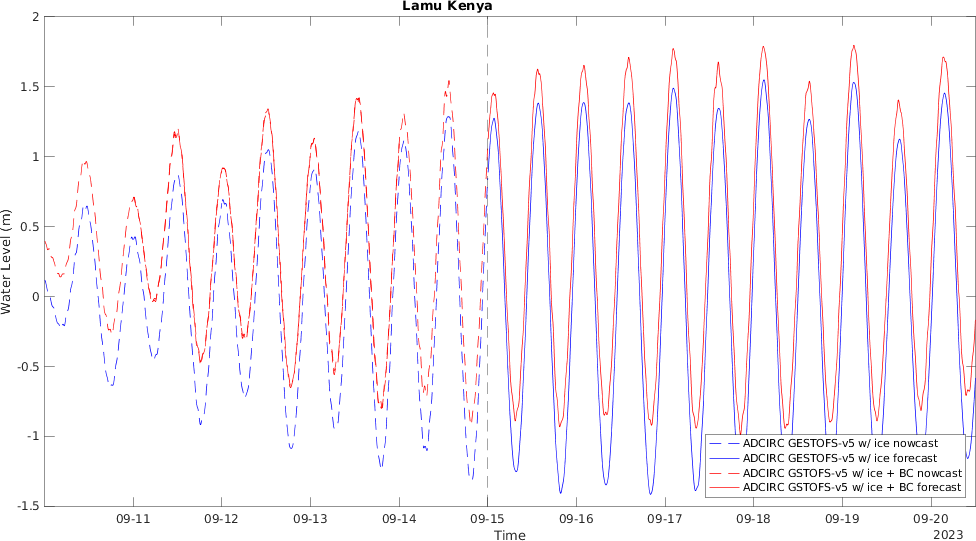 Lamu Kenya
2
1.5
1
0.5
0
-0.5
-1
-1.5
Water Level (m)
09-11
09-12
09-13
09-14
09-15
09-16
09-17
09-18
09-19
09-20
Time
2023
ADCIRC GESTOFS-v5 w/ ice nowcast
ADCIRC GESTOFS-v5 w/ ice forecast
ADCIRC GSTOFS-v5 w/ ice + BC nowcast
ADCIRC GSTOFS-v5 w/ ice + BC forecast